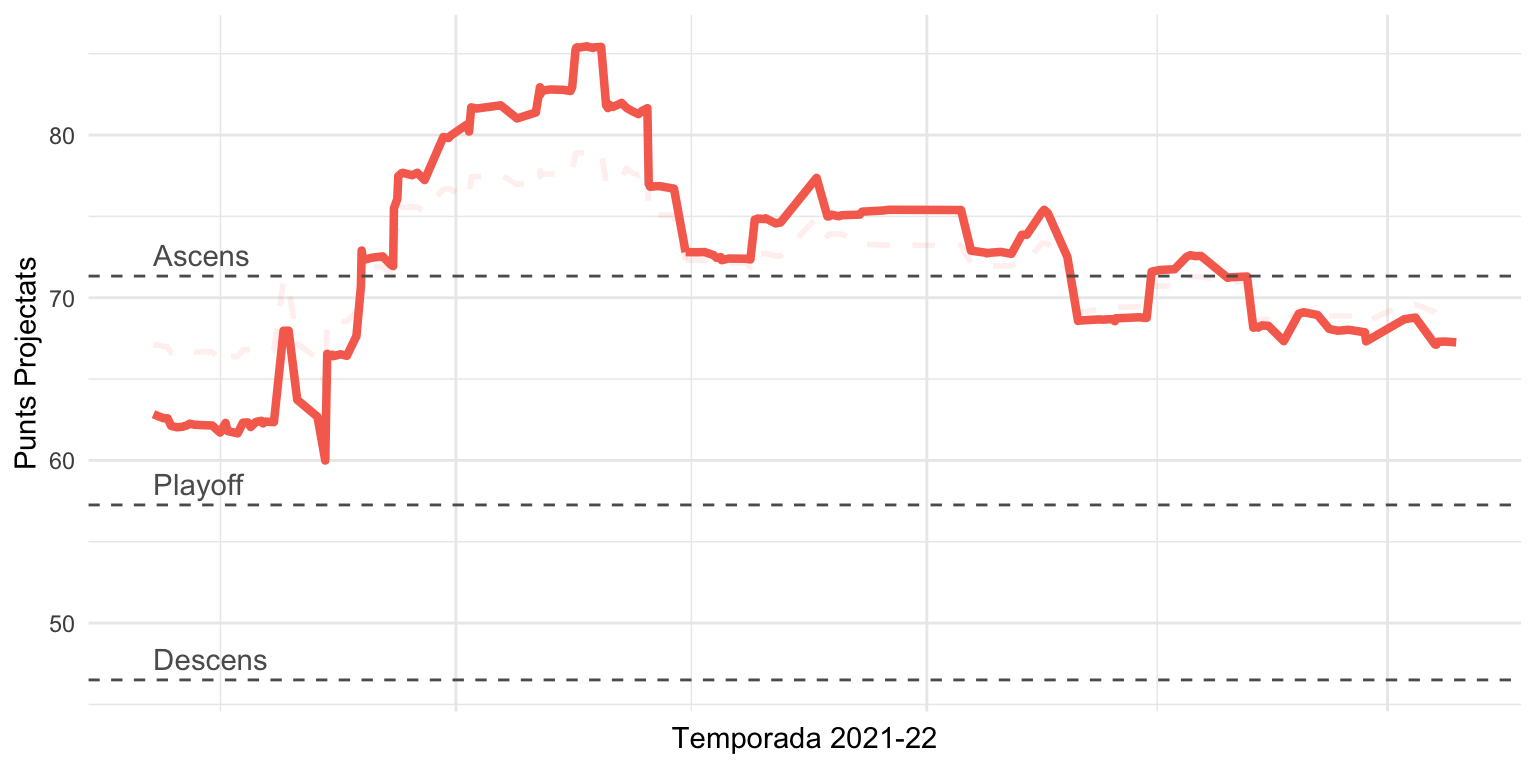 Punts Projectats
80
70
60
50
Ascens
Playoff
Descens
Temporada 2021-22